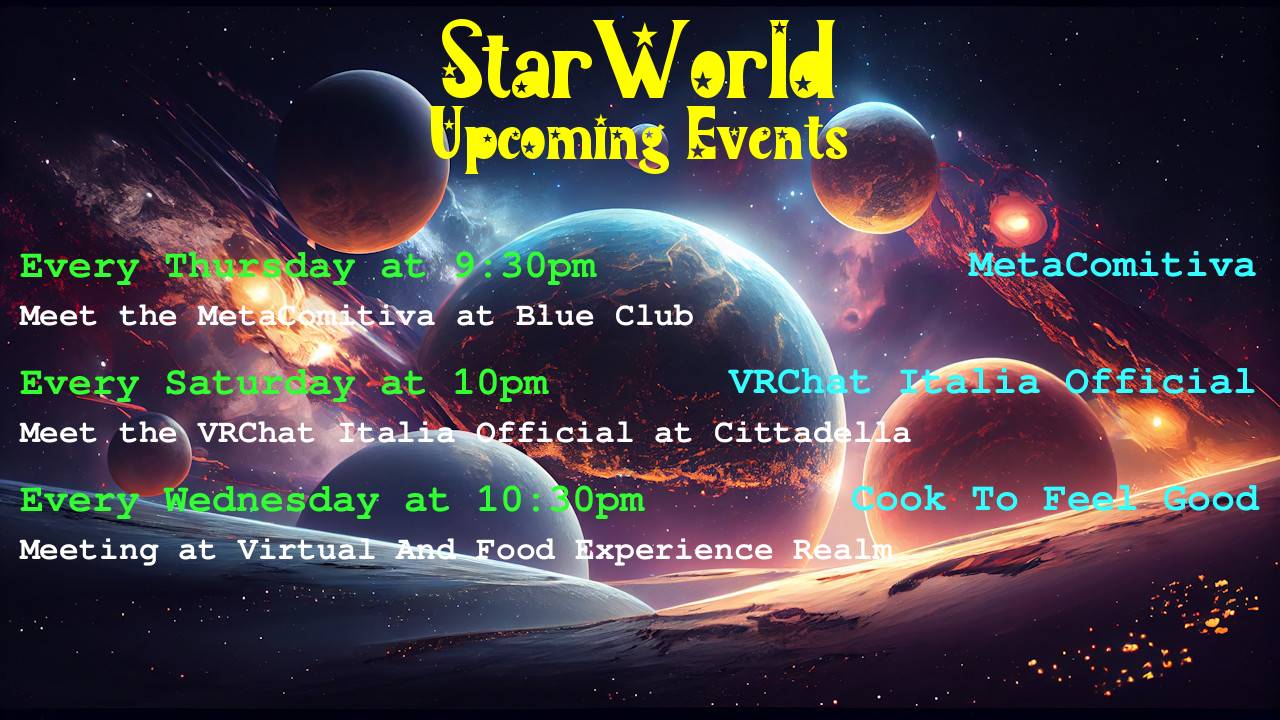 Star World
Upcoming Events
Every Thursday at 9:30pm MetaComitiva
Meet the MetaComitiva at Blue Club
Every Saturday at 10pm VRChat Italia Official
Meet the VRChat Italia Official at Cittadella
Every Wednesday at 10:30pm Cook To Feel Good
Meeting at Virtual And Food Experience Realm